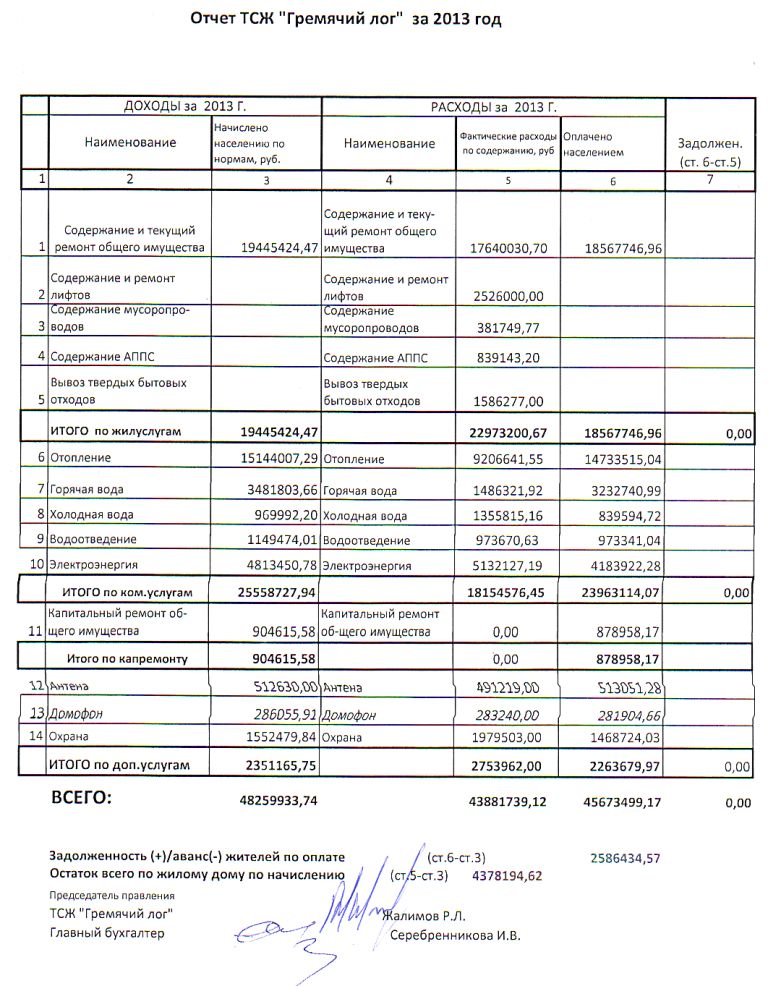 Отчет ТСЖ "Гремячий лог" за 2013 год
ДОХОДЫ за 2013 Г. РАСХОДЫ за 2013 Г.
Наименование Начислено населению по нормам, руб. Наименование Фактические расходы по содержанию, руб Оплачено населением Задолжен. (ст. 6-ст.5)
1 2 3 4 5 6 7
1 Содержание и текущий ремонт общего имущества 19445424,47 Содержание и теку-щий ремонт общего имущества 17640030,70 18567746,96
2 Содержание и ремонт лифтов Содержание и ремонт лифтов 2526000,00
3 Содержание мусоропро-водов Содержание мусоропроводов 381749,77
4 Содержание АППС Содержание АППС 839143,20
5 Вывоз твердых бытовых отходов Вывоз твердых бытовых отходов 1586277,00
ИТОГО по жилуслугам 19445424,47 22973200,67 18567746,96 0,00
6 Отопление 15144007,29 Отопление 9206641,55 14733515,04
7 Горячая вода 3481803,66 Горячая вода 1486321,92 3232740,99
8 Холодная вода 969992,20 Холодная вода 1355815,16 839594,72
9 Водоотведение 1149474,01 Водоотведение 973670,63 973341,04
10 Электроэнергия 4813450,78 Электроэнергия 5132127,19 4183922,28
ИТОГО по ком.услугам 25558727,94 18154576,45 23963114,07 0,00
11 Капитальный ремонт об-щего имущества 904615,58 Капитальный ремонт об-щего имущества 0,00 878958,17
Итого по капремонту 904615,58 0,00 878958,17
12 Антена 512630,00 Антена 491219,00 513051,28
13 Домофон 286055,91 Домофон 283240,00 281904,66
14 Охрана 1552479,84 Охрана 1979503,00 1468724,03
ИТОГО по доп.услугам 2351165,75 2753962,00 2263679,97 0,00
ВСЕГО: 48259933,74 43881739,12 45673499,17 0,00
Задолженность (+)/аванс(-) жителей по оплате (ст.6-ст.3) 2586434,57
Остаток всего по жилому дому по начислению (ст.5-ст.3) 4378194,62
Председатель правления
ТСЖ "Гремячий лог" Жалимов Р.Л.
Главный бухгалтер Серебренникова И.В.